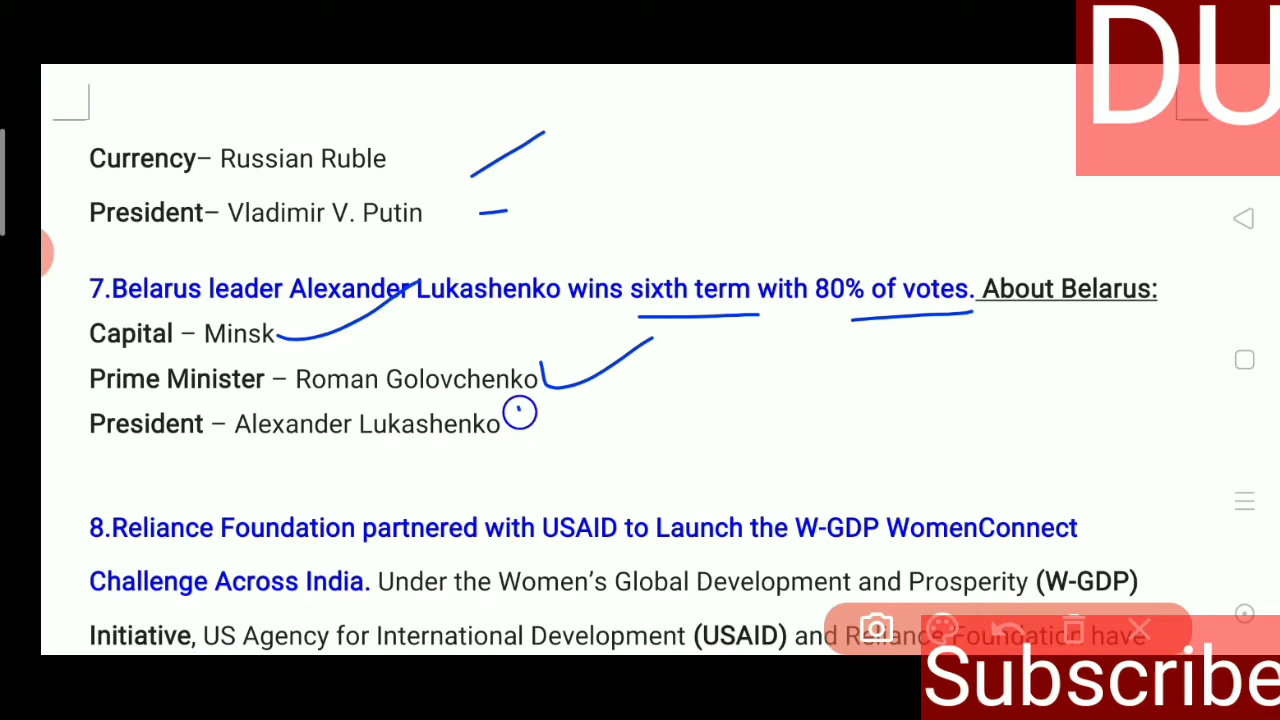 DU
Currency– Russian Ruble
President– Vladimir V. Putin
7.Belarus leader Alexander Lukashenko wins sixth term with 80% of votes. About Belarus:
Capital – Minsk
Prime Minister – Roman Golovchenko
President – Alexander Lukashenko
8.Reliance Foundation partnered with USAID to Launch the W-GDP WomenConnect
Challenge Across India. Under the Women’s Global Development and Prosperity (W-GDP)
Initiative, US Agency for International Development (USAID) and Reliance Foundation have
Subscribe